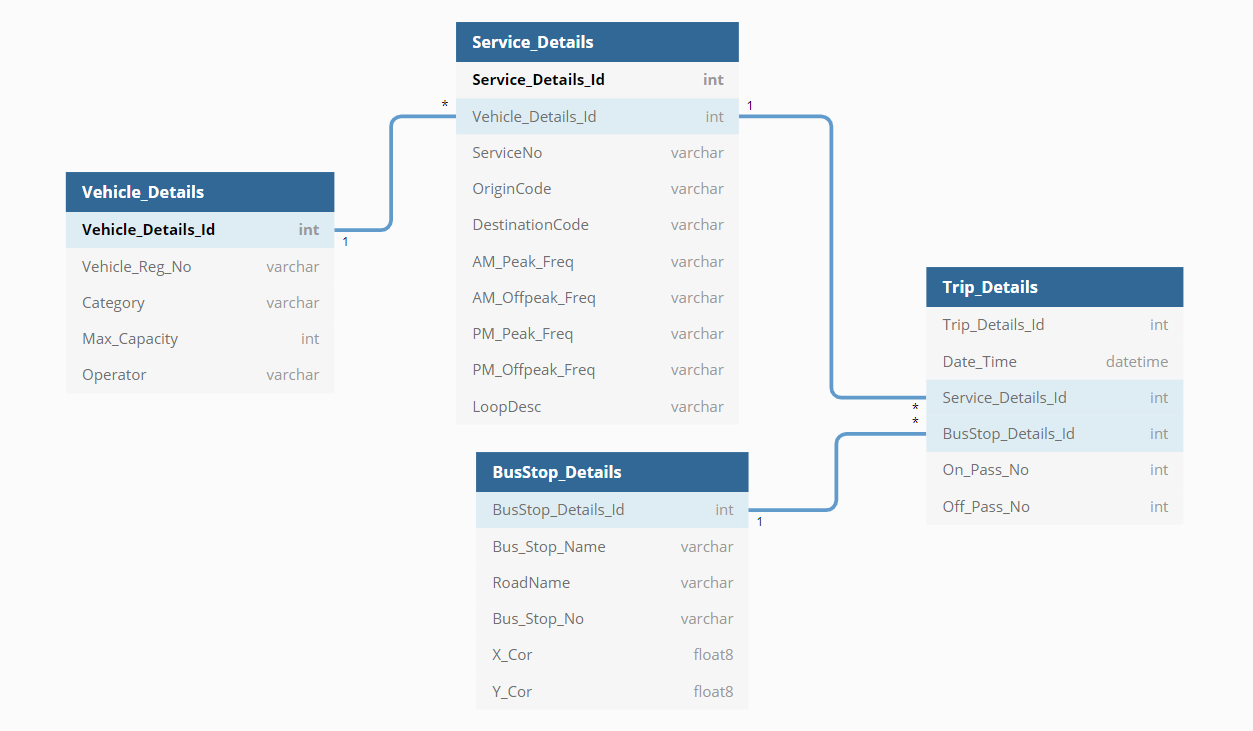 Service_Details
Service_Details_Id int
* Vehicle_Details_Id int 1
ServiceNo varchar
OriginCode varchar
DestinationCode varchar
AM_Peak_Freq varchar
AM_Offpeak_Freq varchar
PM_Peak_Freq varchar
PM_Offpeak_Freq varchar
LoopDesc varchar
Vehicle_Details
Vehicle_Details_Id int
1
Vehicle_Reg_No varchar
Category varchar
Max_Capacity int
Operator varchar
Trip_Details
Trip_Details_Id int
Date_Time datetime
Service_Details_Id int
*
*
BusStop_Details_Id int
On_Pass_No int
Off_Pass_No int
BusStop_Details
BusStop_Details_Id int
1
Bus_Stop_Name varchar
RoadName varchar
Bus_Stop_No varchar
X_Cor float8
Y_Cor float8